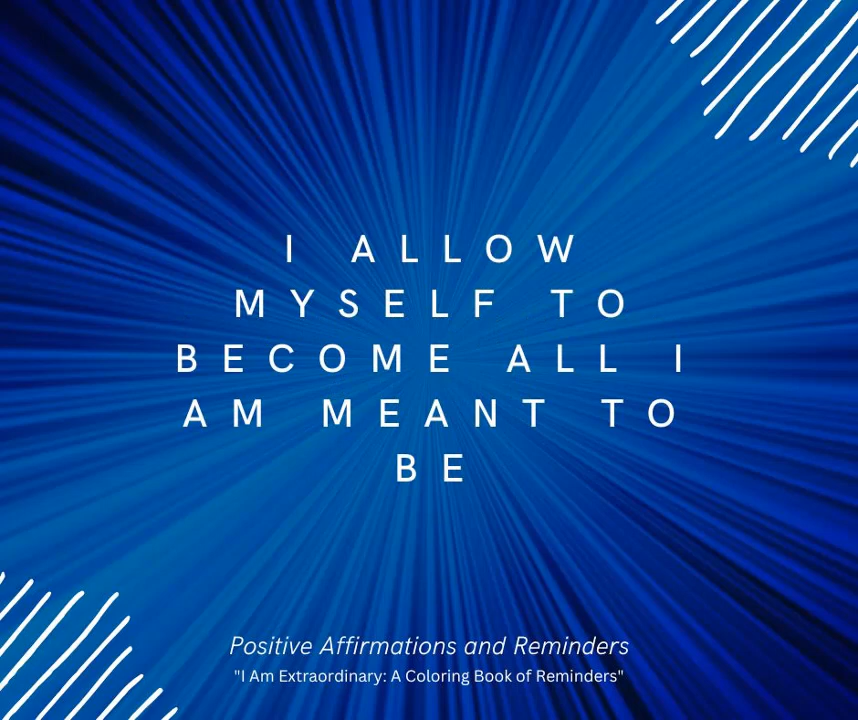 I ALLOW
MYSELF TO
BECOME ALL I
AM MEANT TO
BE
Positive Affirmations and Reminders
"I Am Extraordinary: A Coloring Book of Reminders"